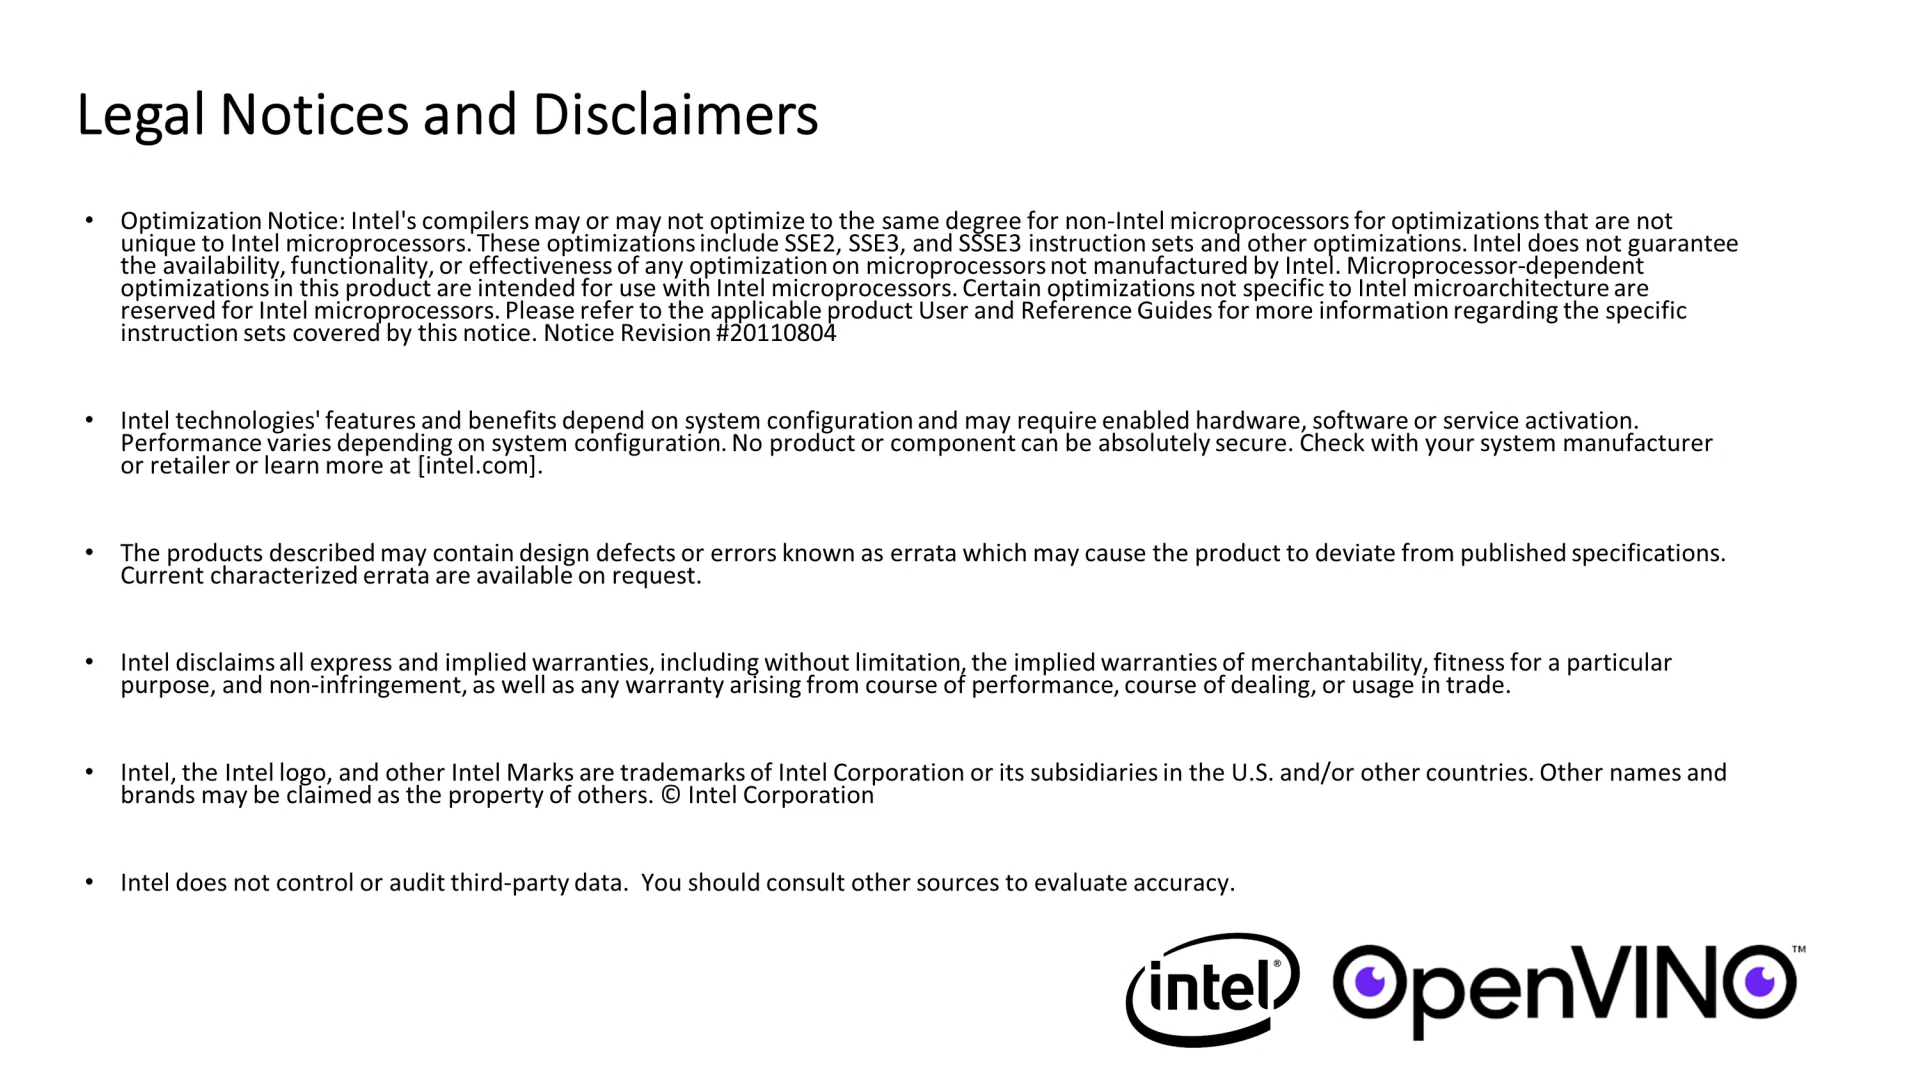 Legal Notices and Disclaimers
• Optimization Notice: Intel's compilers may or may not optimize to the same degree for non-Intel microprocessors for optimizations that are not
unique to Intel microprocessors. These optimizations include SSE2, SSE3, and SSSE3 instruction sets and other optimizations. Intel does not guarantee
the availability, functionality, or effectiveness of any optimization on microprocessors not manufactured by Intel. Microprocessor-dependent
optimizations in this product are intended for use with Intel microprocessors. Certain optimizations not specific to Intel microarchitecture are
reserved for Intel microprocessors. Please refer to the applicable product User and Reference Guides for more information regarding the specific
instruction sets covered by this notice. Notice Revision #20110804
• Intel technologies' features and benefits depend on system configuration and may require enabled hardware, software or service activation.
Performance varies depending on system configuration. No product or component can be absolutely secure. Check with your system manufacturer
or retailer or learn more at [intel.com].
• The products described may contain design defects or errors known as errata which may cause the product to deviate from published specifications.
Current characterized errata are available on request.
• Intel disclaims all express and implied warranties, including without limitation, the implied warranties of merchantability, fitness for a particular
purpose, and non-infringement, as well as any warranty arising from course of performance, course of dealing, or usage in trade.
• Intel, the Intel logo, and other Intel Marks are trademarks of Intel Corporation or its subsidiaries in the U.S. and/or other countries. Other names and
brands may be claimed as the property of others. © Intel Corporation
• Intel does not control or audit third-party data.  You should consult other sources to evaluate accuracy.
intel® OpenVINO™